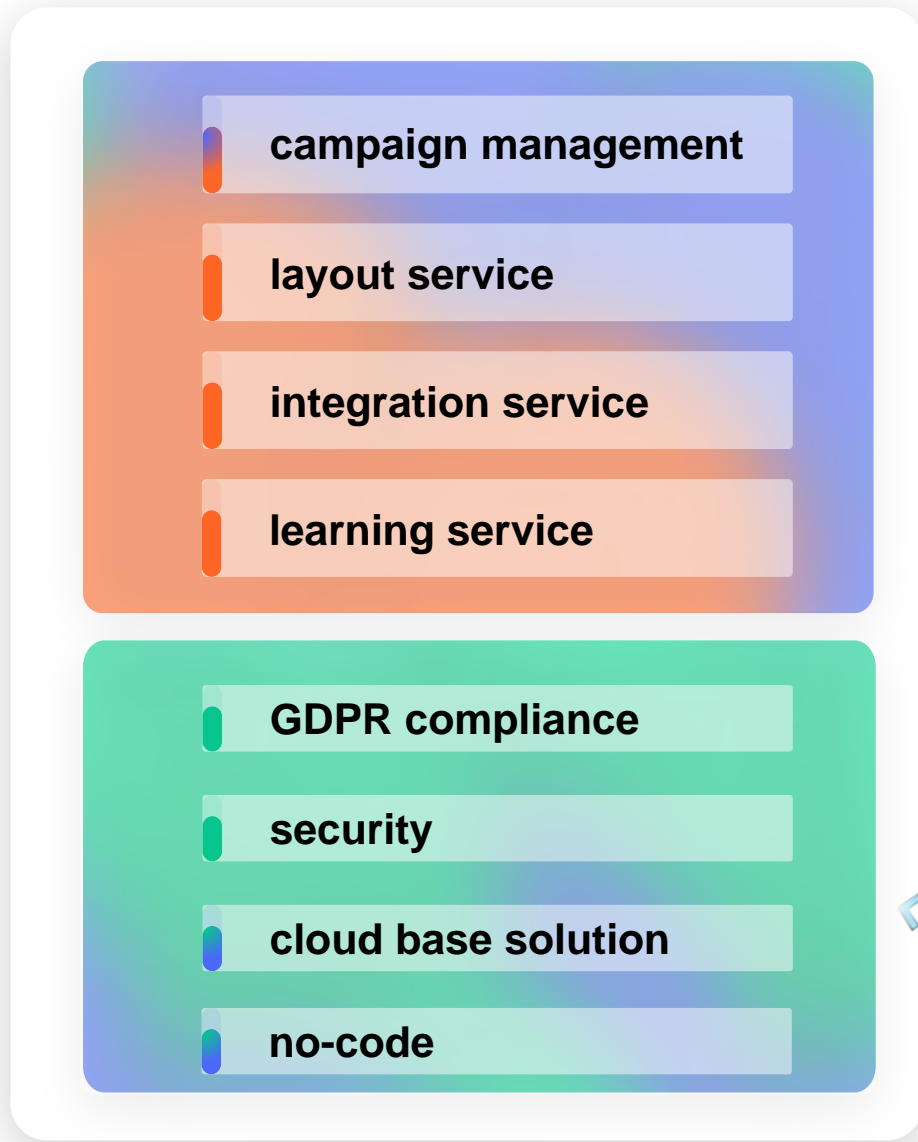 campaign management
layout service
integration service
learning service
GDPR compliance
security
cloud base solution
no-code